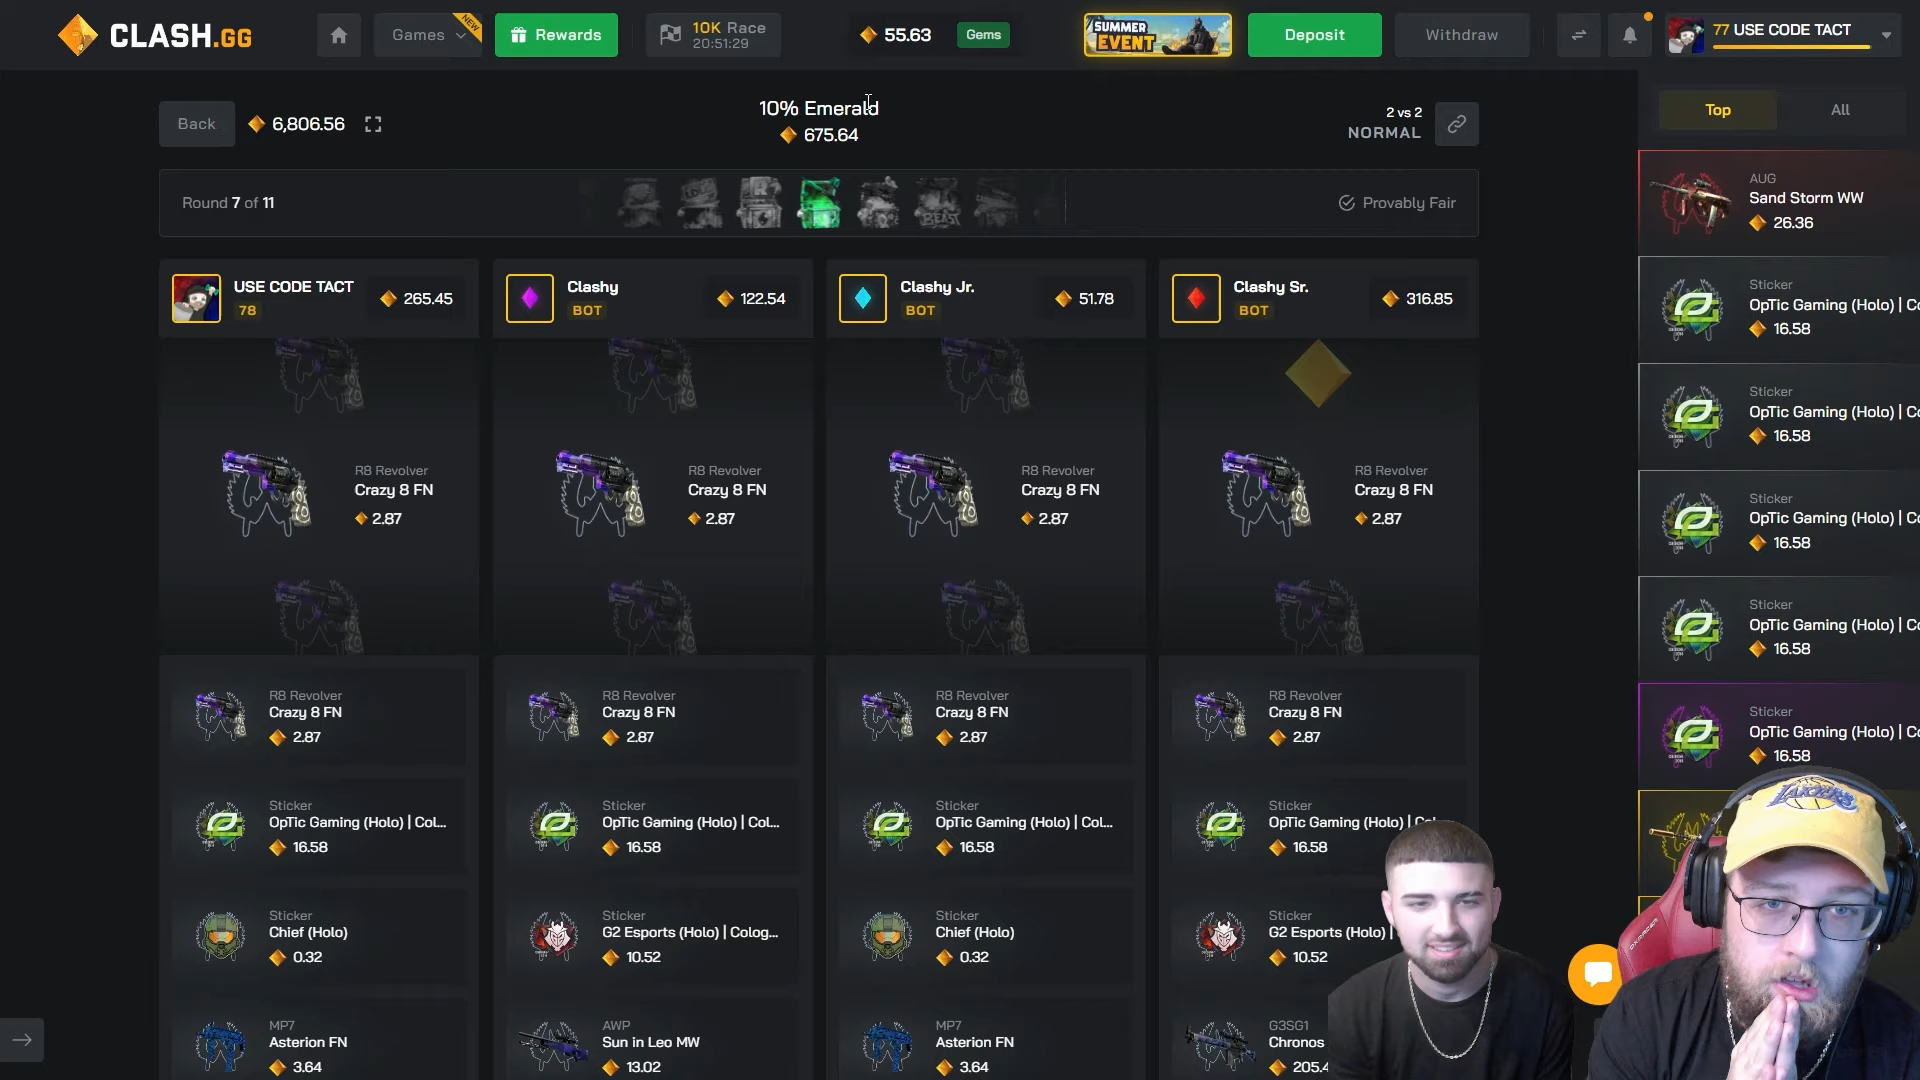 CLASH.GG
Games
NEW
Rewards
10K Race
20:51:29
55.63
Gems
SUMMER
EVENT
Deposit
Withdraw
77 USE CODE TACT
Back
6,806.56
10% Emerald
675.64
2 vs 2
NORMAL
Top
All
Round 7 of 11
BEAST
Provably Fair
USE CODE TACT
78
265.45
Clashy
BOT
122.54
Clashy Jr.
BOT
51.78
Clashy Sr.
BOT
316.85
R8 Revolver
Crazy 8 FN
2.87
R8 Revolver
Crazy 8 FN
2.87
R8 Revolver
Crazy 8 FN
2.87
R8 Revolver
Crazy 8 FN
2.87
R8 Revolver
Crazy 8 FN
2.87
R8 Revolver
Crazy 8 FN
2.87
R8 Revolver
Crazy 8 FN
2.87
R8 Revolver
Crazy 8 FN
2.87
Sticker
OpTic Gaming (Holo) | Col...
16.58
Sticker
OpTic Gaming (Holo) | Col...
16.58
Sticker
OpTic Gaming (Holo) | Col...
16.58
Sticker
OpTic Gaming (Holo) |
16.58
Sticker
Chief (Holo)
0.32
Sticker
G2 Esports (Holo) | Colog...
10.52
Sticker
Chief (Holo)
0.32
Sticker
G2 Esports (Holo) |
10.52
MP7
Asterion FN
3.64
AWP
Sun in Leo MW
13.02
MP7
Asterion FN
3.64
G3SG1
Chronos
205.4
AUG
Sand Storm WW
26.36
Sticker
OpTic Gaming (Holo) | Co
16.58
Sticker
OpTic Gaming (Holo) | Co
16.58
Sticker
OpTic Gaming (Holo) | Co
16.58
Sticker
OpTic Gaming (Holo) | Co
16.58
Sticker
OpTic Gaming (Holo) | Co
16.58
LAKERS